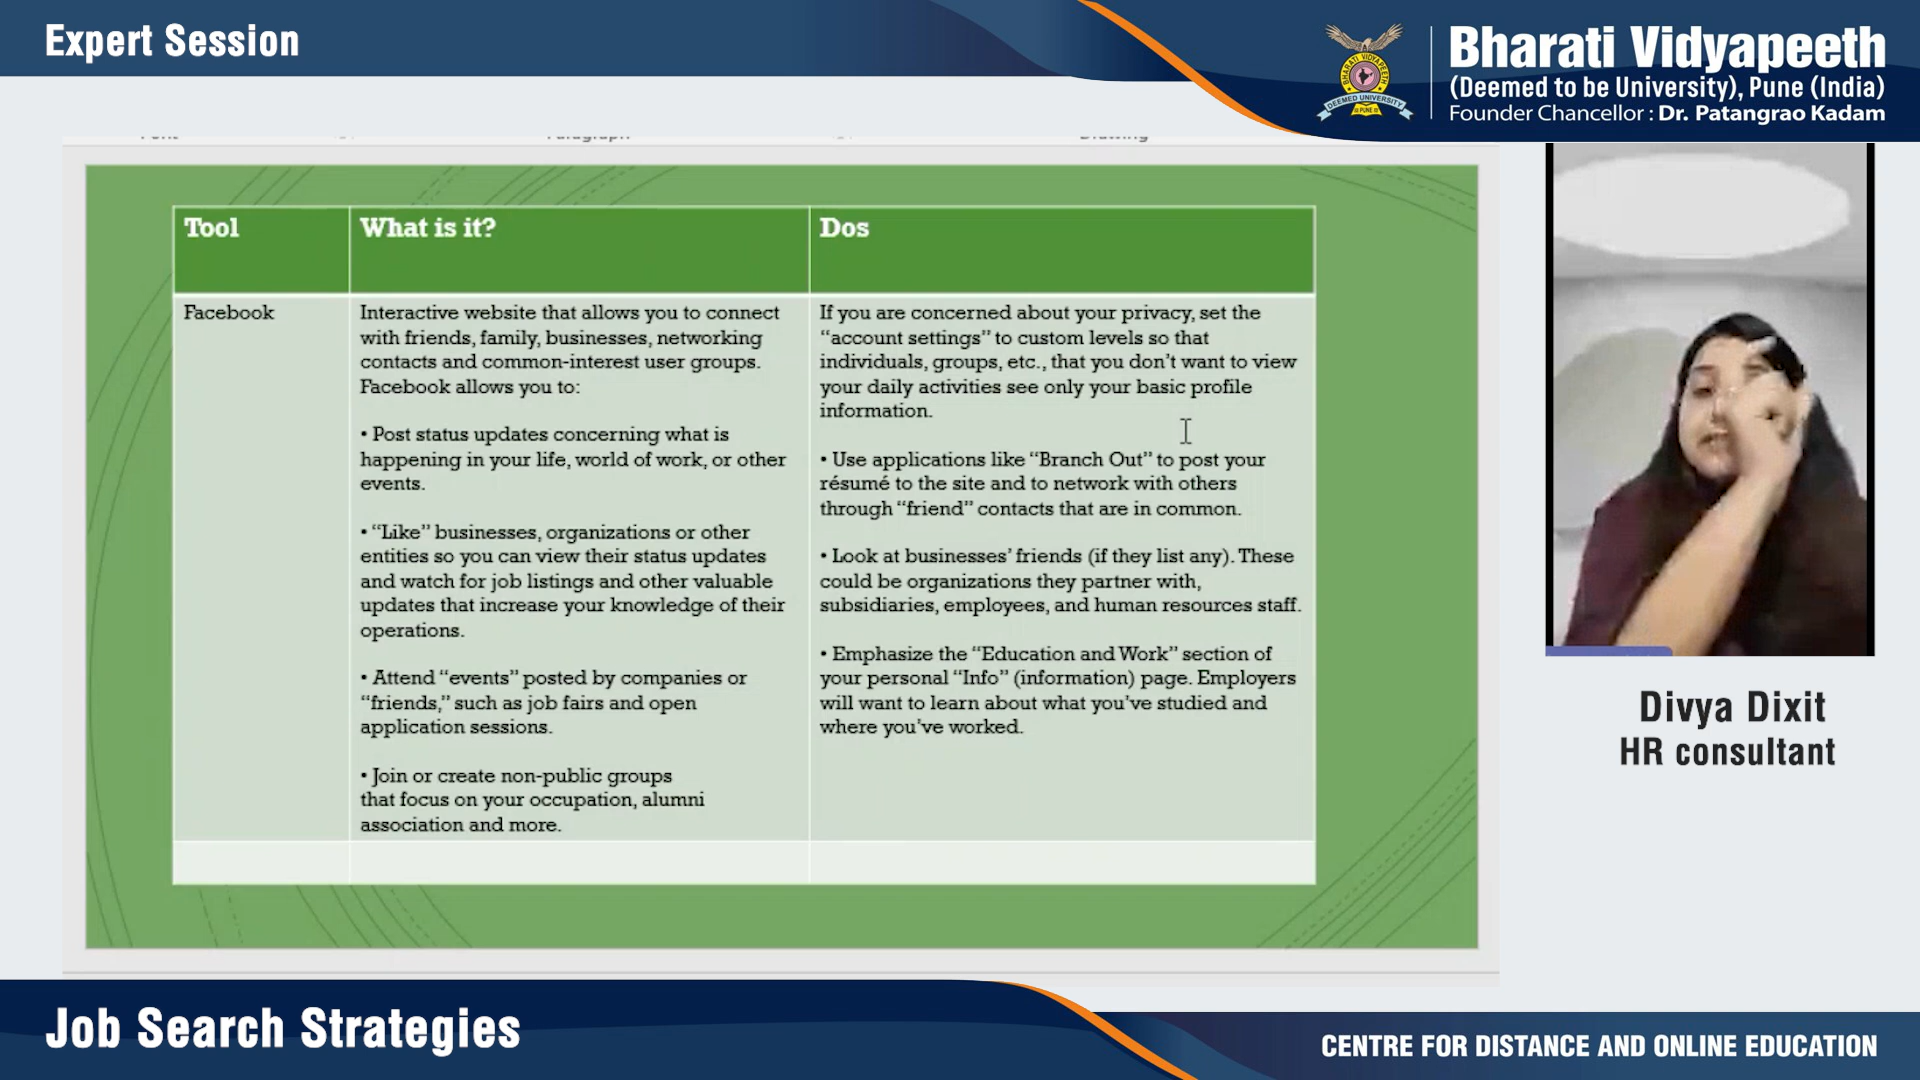 Expert Session
Bharati Vidyapeeth
(Deemed to be University), Pune (India)
Founder Chancellor : Dr. Patangrao Kadam
BHARATI VIDYAPEETH
DEEMED UNIVERSITY
PUNE
Paragraph
Drawing
Tool
What is it?
Dos
Facebook
Interactive website that allows you to connect
with friends, family, businesses, networking
contacts and common-interest user groups.
Facebook allows you to:
• Post status updates concerning what is
happening in your life, world of work, or other
events.
• “Like” businesses, organizations or other
entities so you can view their status updates
and watch for job listings and other valuable
updates that increase your knowledge of their
operations.
• Attend “events” posted by companies or
“friends,” such as job fairs and open
application sessions.
• Join or create non-public groups
that focus on your occupation, alumni
association and more.
If you are concerned about your privacy, set the
“account settings” to custom levels so that
individuals, groups, etc., that you don’t want to view
your daily activities see only your basic profile
information.
• Use applications like “Branch Out” to post your
résumé to the site and to network with others
through “friend” contacts that are in common.
• Look at businesses’ friends (if they list any). These
could be organizations they partner with,
subsidiaries, employees, and human resources staff.
• Emphasize the “Education and Work” section of
your personal “Info” (information) page. Employers
will want to learn about what you’ve studied and
where you’ve worked.
Divya Dixit
HR consultant
Job Search Strategies
CENTRE FOR DISTANCE AND ONLINE EDUCATION